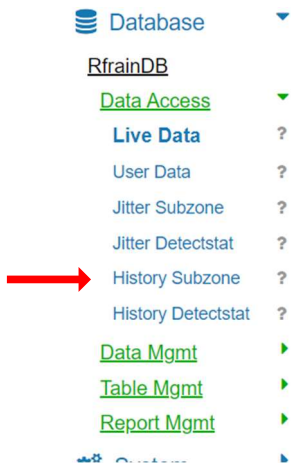 Database
RfrainDB
Data Access
Live Data ?
User Data ?
Jitter Subzone ?
Jitter Detectstat ?
History Subzone ?
History Detectstat ?
Data Mgmt
Table Mgmt
Report Mgmt